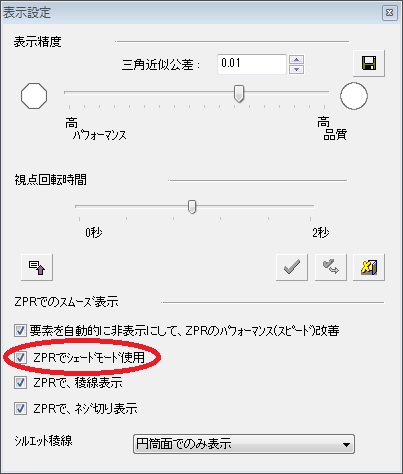 表示設定
表示精度
三角近似公差： 0.01
高
ﾊﾟﾌｫｰﾏﾝｽ
高
品質
視点回転時間
0秒
2秒
ZPRでのスムーズ表示
要素を自動的に非表示にして、ZPRのﾊﾟﾌｫｰﾏﾝｽ(ｽﾋﾟｰﾄﾞ)改善
ZPRでｼｪｰﾄﾞﾓｰﾄﾞ使用
ZPRで、稜線表示
ZPRで、ネジ切り表示
ｼﾙｴｯﾄ稜線 円筒面でのみ表示